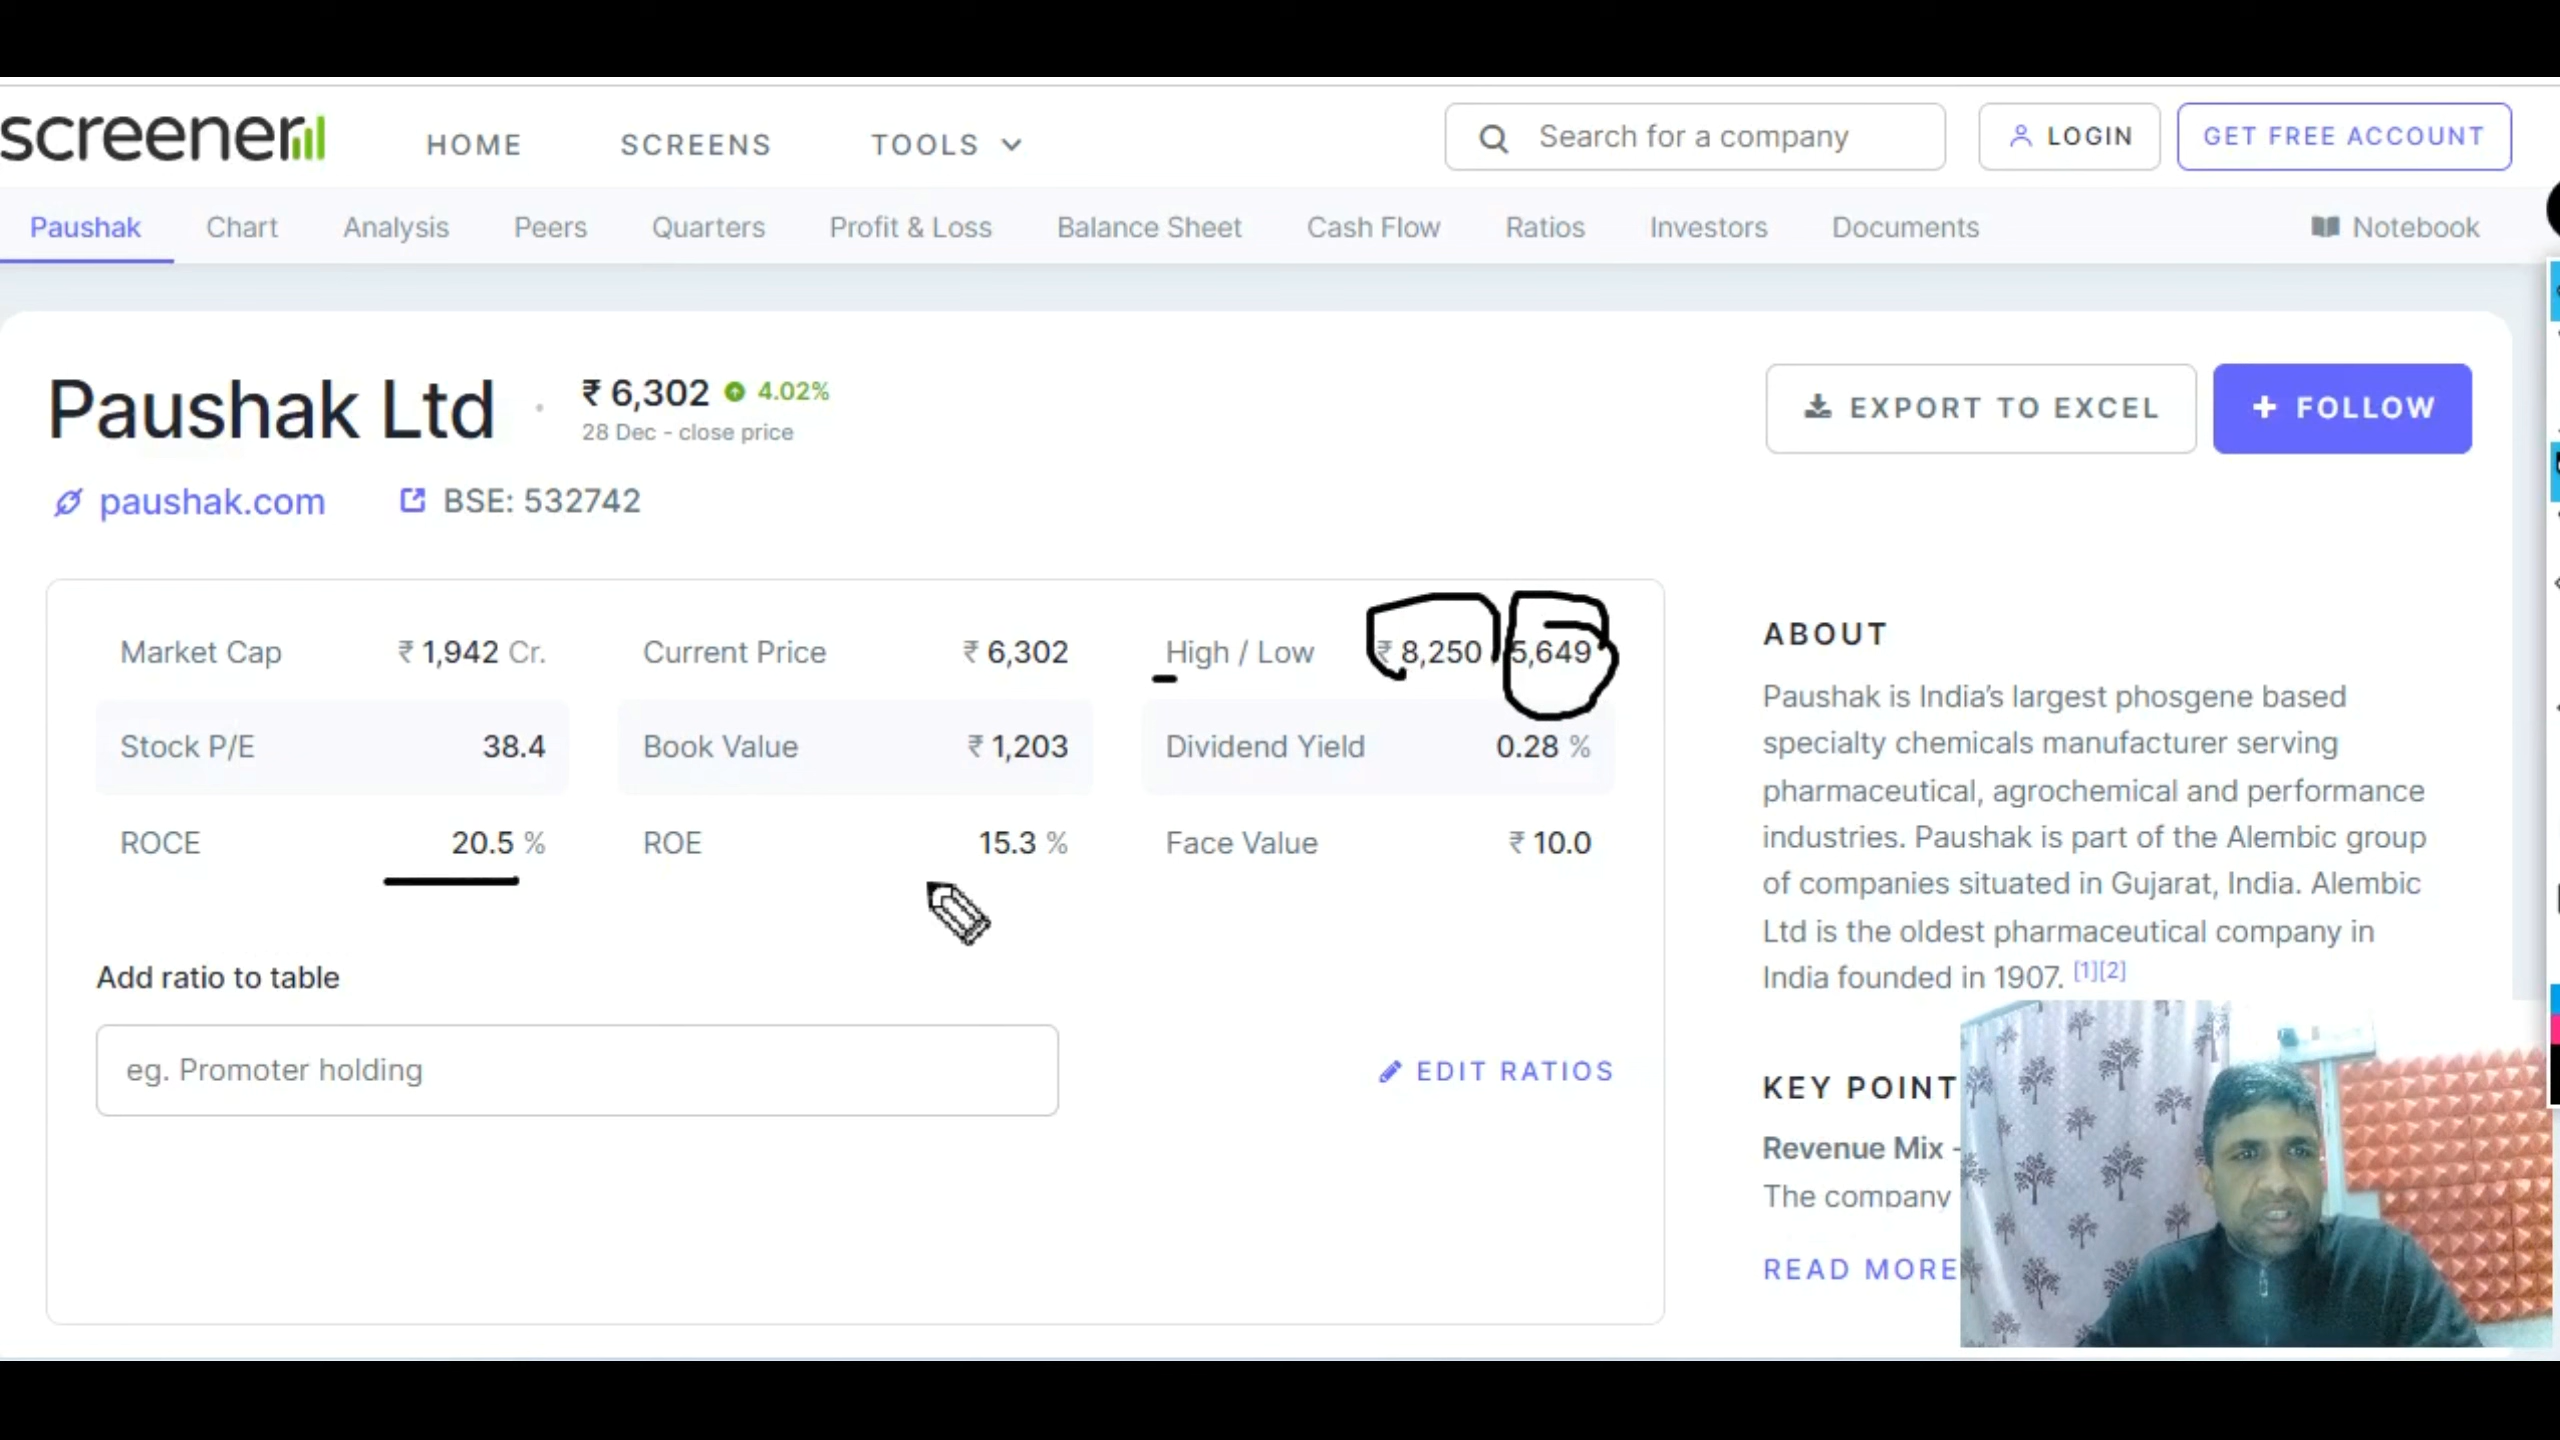 screener
HOME SCREENS TOOLS
Search for a company
LOGIN
GET FREE ACCOUNT
Paushak Chart Analysis Peers Quarters Profit & Loss Balance Sheet Cash Flow Ratios Investors Documents Notebook
Paushak Ltd
₹ 6,302 4.02%
28 Dec - close price
EXPORT TO EXCEL
+ FOLLOW
paushak.com BSE: 532742
Market Cap ₹ 1,942 Cr.
Current Price ₹ 6,302
High / Low ₹ 8,250 5,649
Stock P/E 38.4
Book Value ₹ 1,203
Dividend Yield 0.28 %
ROCE 20.5 %
ROE 15.3 %
Face Value ₹ 10.0
Add ratio to table
eg. Promoter holding
EDIT RATIOS
ABOUT
Paushak is India’s largest phosgene based
specialty chemicals manufacturer serving
pharmaceutical, agrochemical and performance
industries. Paushak is part of the Alembic group
of companies situated in Gujarat, India. Alembic
Ltd is the oldest pharmaceutical company in
India founded in 1907. [1][2]
KEY POINT
Revenue Mix -
The company
READ MORE